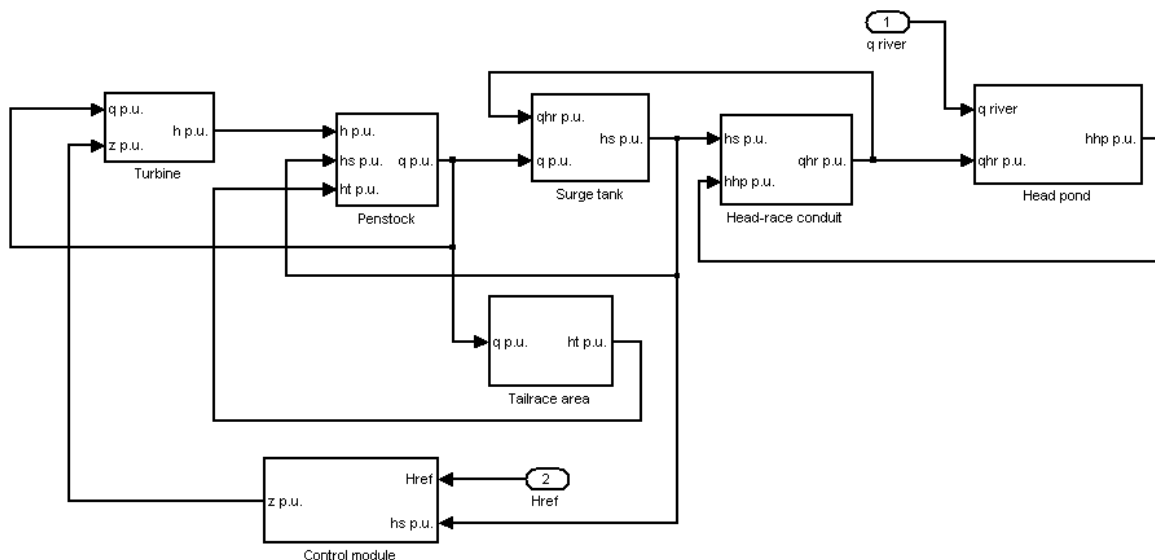 1
q river
q p.u.
z p.u.
h p.u.
Turbine
h p.u.
hs p.u.
ht p.u.
q p.u.
Penstock
qhr p.u.
q p.u.
hs p.u.
Surge tank
hs p.u.
hhp p.u.
qhr p.u.
Head-race conduit
q river
qhr p.u.
hhp p.u.
Head pond
q p.u.
ht p.u.
Tailrace area
z p.u.
Href
hs p.u.
Control module
2
Href